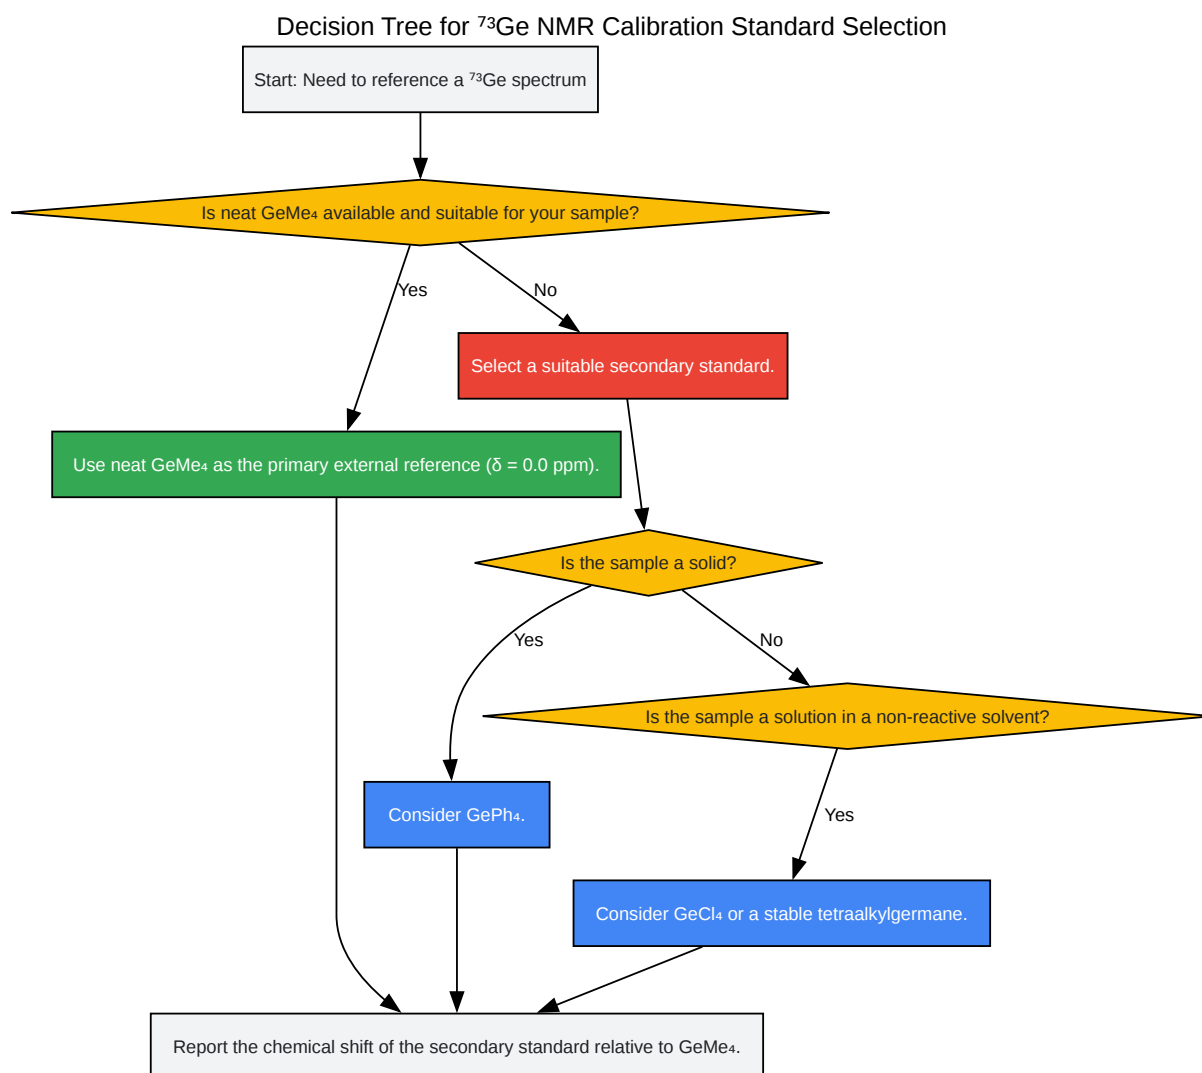 Decision Tree for ⁷³Ge NMR Calibration Standard Selection
Start: Need to reference a ⁷³Ge spectrum
Is neat GeMe₄ available and suitable for your sample?
Yes
No
Select a suitable secondary standard.
Use neat GeMe₄ as the primary external reference (δ = 0.0 ppm).
Is the sample a solid?
Yes
No
Is the sample a solution in a non-reactive solvent?
Consider GePh₄.
Yes
Consider GeCl₄ or a stable tetraalkylgermane.
Report the chemical shift of the secondary standard relative to GeMe₄.